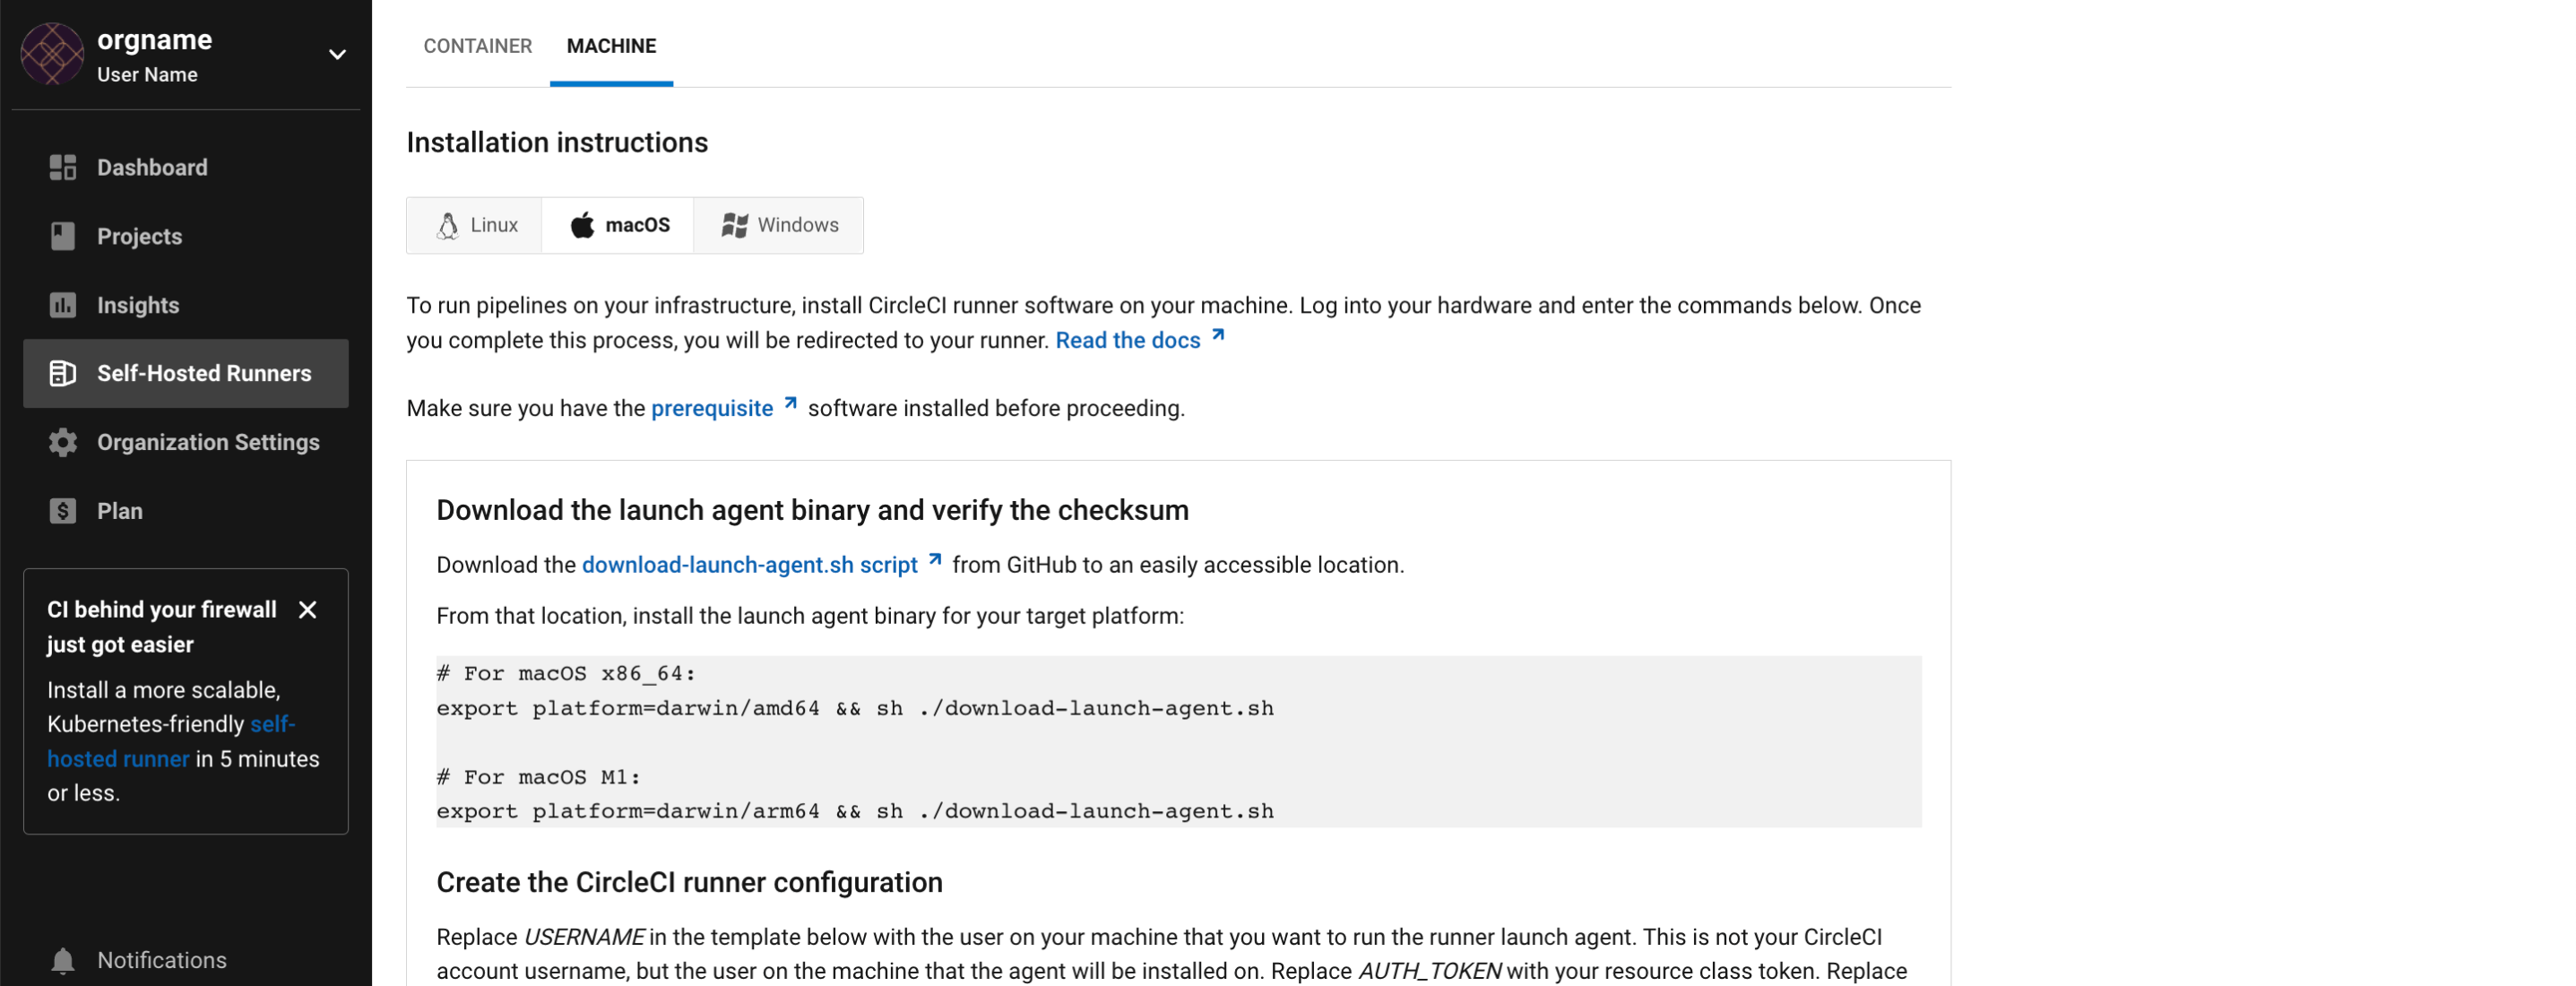 orgname
User Name
Dashboard
Projects
Insights
Self-Hosted Runners
Organization Settings
Plan
CI behind your firewall
just got easier
Install a more scalable,
Kubernetes-friendly self-
hosted runner in 5 minutes
or less.
Notifications
CONTAINER MACHINE
Installation instructions
Linux macOS Windows
To run pipelines on your infrastructure, install CircleCI runner software on your machine. Log into your hardware and enter the commands below. Once
you complete this process, you will be redirected to your runner. Read the docs
Make sure you have the prerequisite software installed before proceeding.
Download the launch agent binary and verify the checksum
Download the download-launch-agent.sh script from GitHub to an easily accessible location.
From that location, install the launch agent binary for your target platform:
# For macOS x86_64:
export platform=darwin/amd64 && sh ./download-launch-agent.sh
# For macOS M1:
export platform=darwin/arm64 && sh ./download-launch-agent.sh
Create the CircleCI runner configuration
Replace USERNAME in the template below with the user on your machine that you want to run the runner launch agent. This is not your CircleCI
account username, but the user on the machine that the agent will be installed on. Replace AUTH_TOKEN with your resource class token. Replace